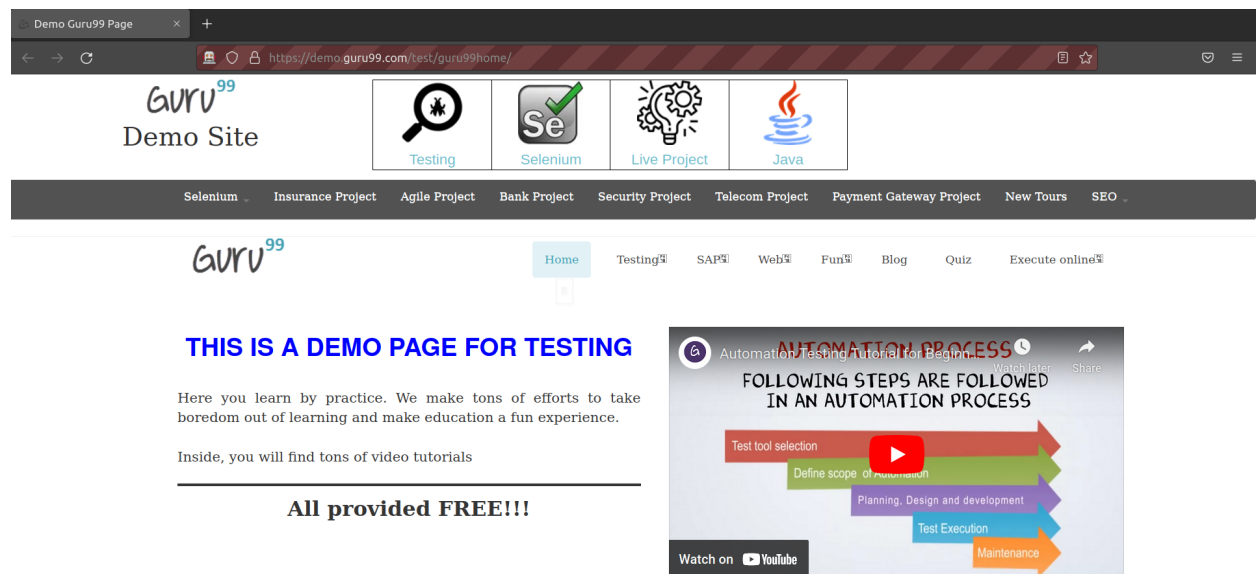 Demo Guru99 Page
https://demo.guru99.com/test/guru99home/
Guru99
Demo Site
Se
Testing Selenium Live Project Java
Selenium Insurance Project Agile Project Bank Project Security Project Telecom Project Payment Gateway Project New Tours SEO
Guru99
Home Testing SAP Web Fun Blog Quiz Execute online
THIS IS A DEMO PAGE FOR TESTING
Here you learn by practice. We make tons of efforts to take
boredom out of learning and make education a fun experience.
Inside, you will find tons of video tutorials
All provided FREE!!!
G
Automation Testing Tutorial for Beginn...
AUTOMATION PROCESS
Watch later Share
FOLLOWING STEPS ARE FOLLOWED
IN AN AUTOMATION PROCESS
Test tool selection
Define scope of Automation
Planning, Design and development
Test Execution
Maintenance
Watch on YouTube